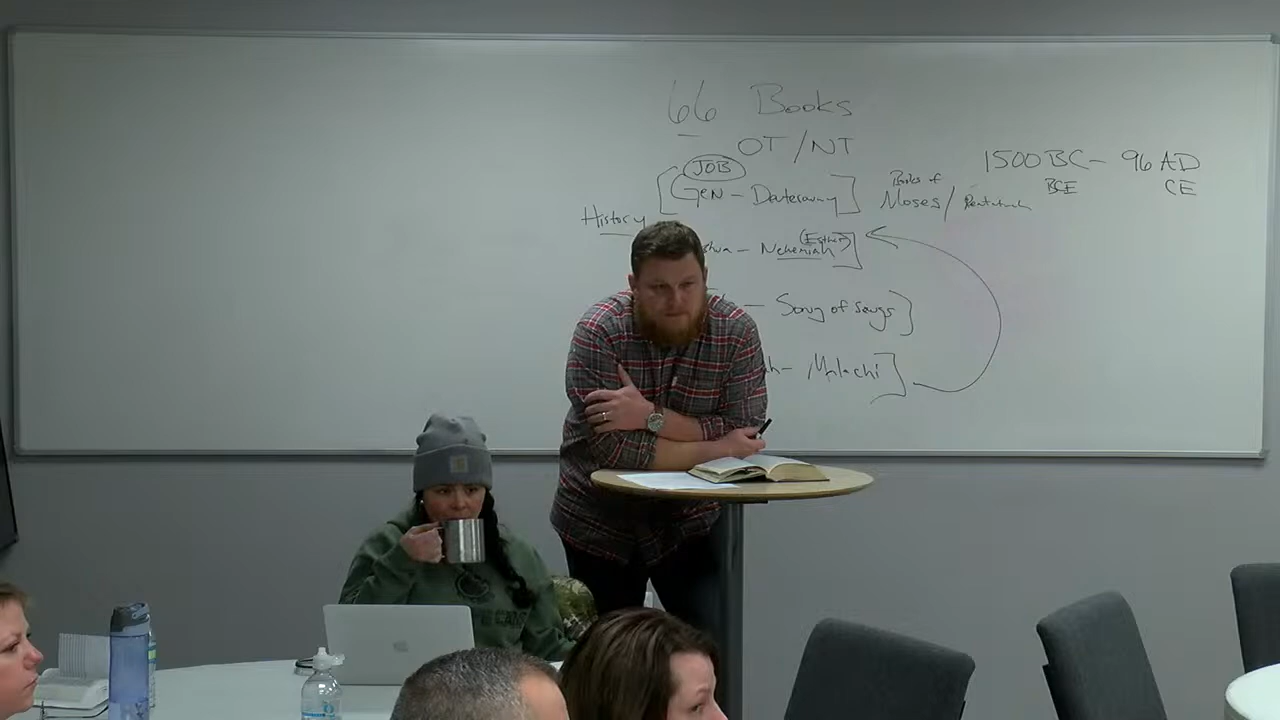 66 Books
OT/NT
JOB
1500 BC - 96 AD
BCE CE
[Gen - Deuteronomy] Books of Moses/
History
- Nehemiah (Esther)]
- Song of songs]
- Malachi]